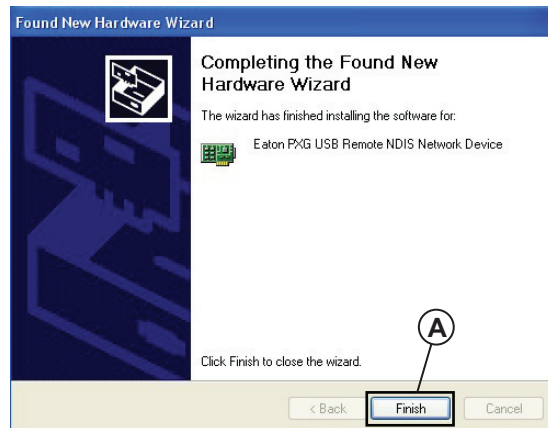 Found New Hardware Wizard
Completing the Found New
Hardware Wizard
The wizard has finished installing the software for:
Eaton PXG USB Remote NDIS Network Device
A
Click Finish to close the wizard.
< Back Finish Cancel